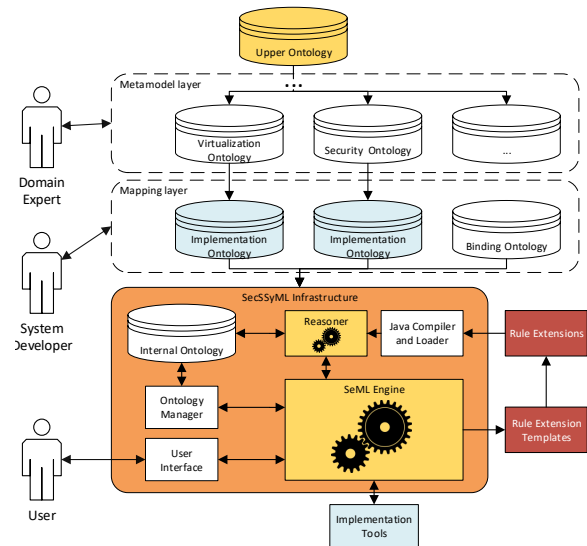 Upper Ontology
Metamodel layer
...
Virtualization
Ontology
Security Ontology
...
Domain
Expert
Mapping layer
Implementation
Ontology
Implementation
Ontology
Binding Ontology
System
Developer
SecSSyML Infrastructure
Internal Ontology
Reasoner
Java Compiler
and Loader
Rule Extensions
Ontology
Manager
SeML Engine
Rule Extension
Templates
User
Interface
User
Implementation
Tools